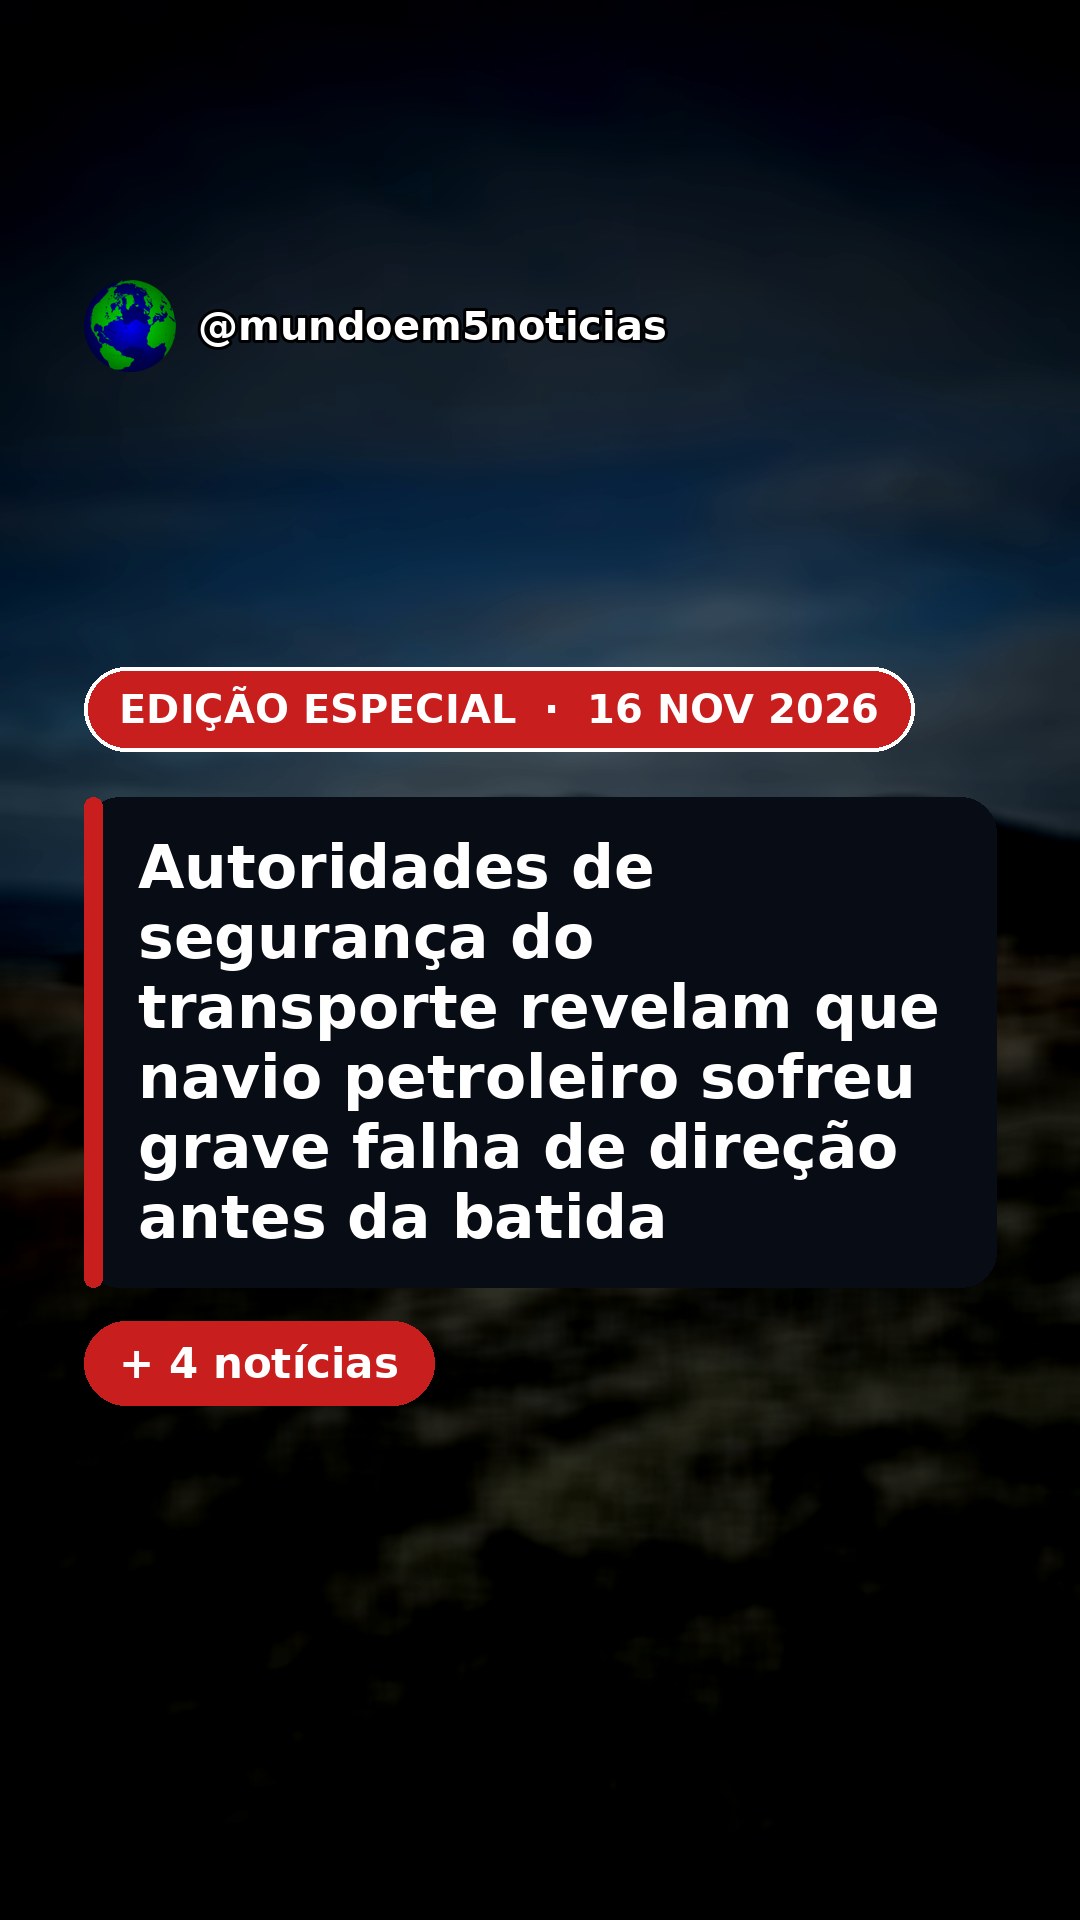 @mundoem5noticias
EDIÇÃO ESPECIAL · 16 NOV 2026
Autoridades de
segurança do
transporte revelam que
navio petroleiro sofreu
grave falha de direção
antes da batida
+ 4 notícias